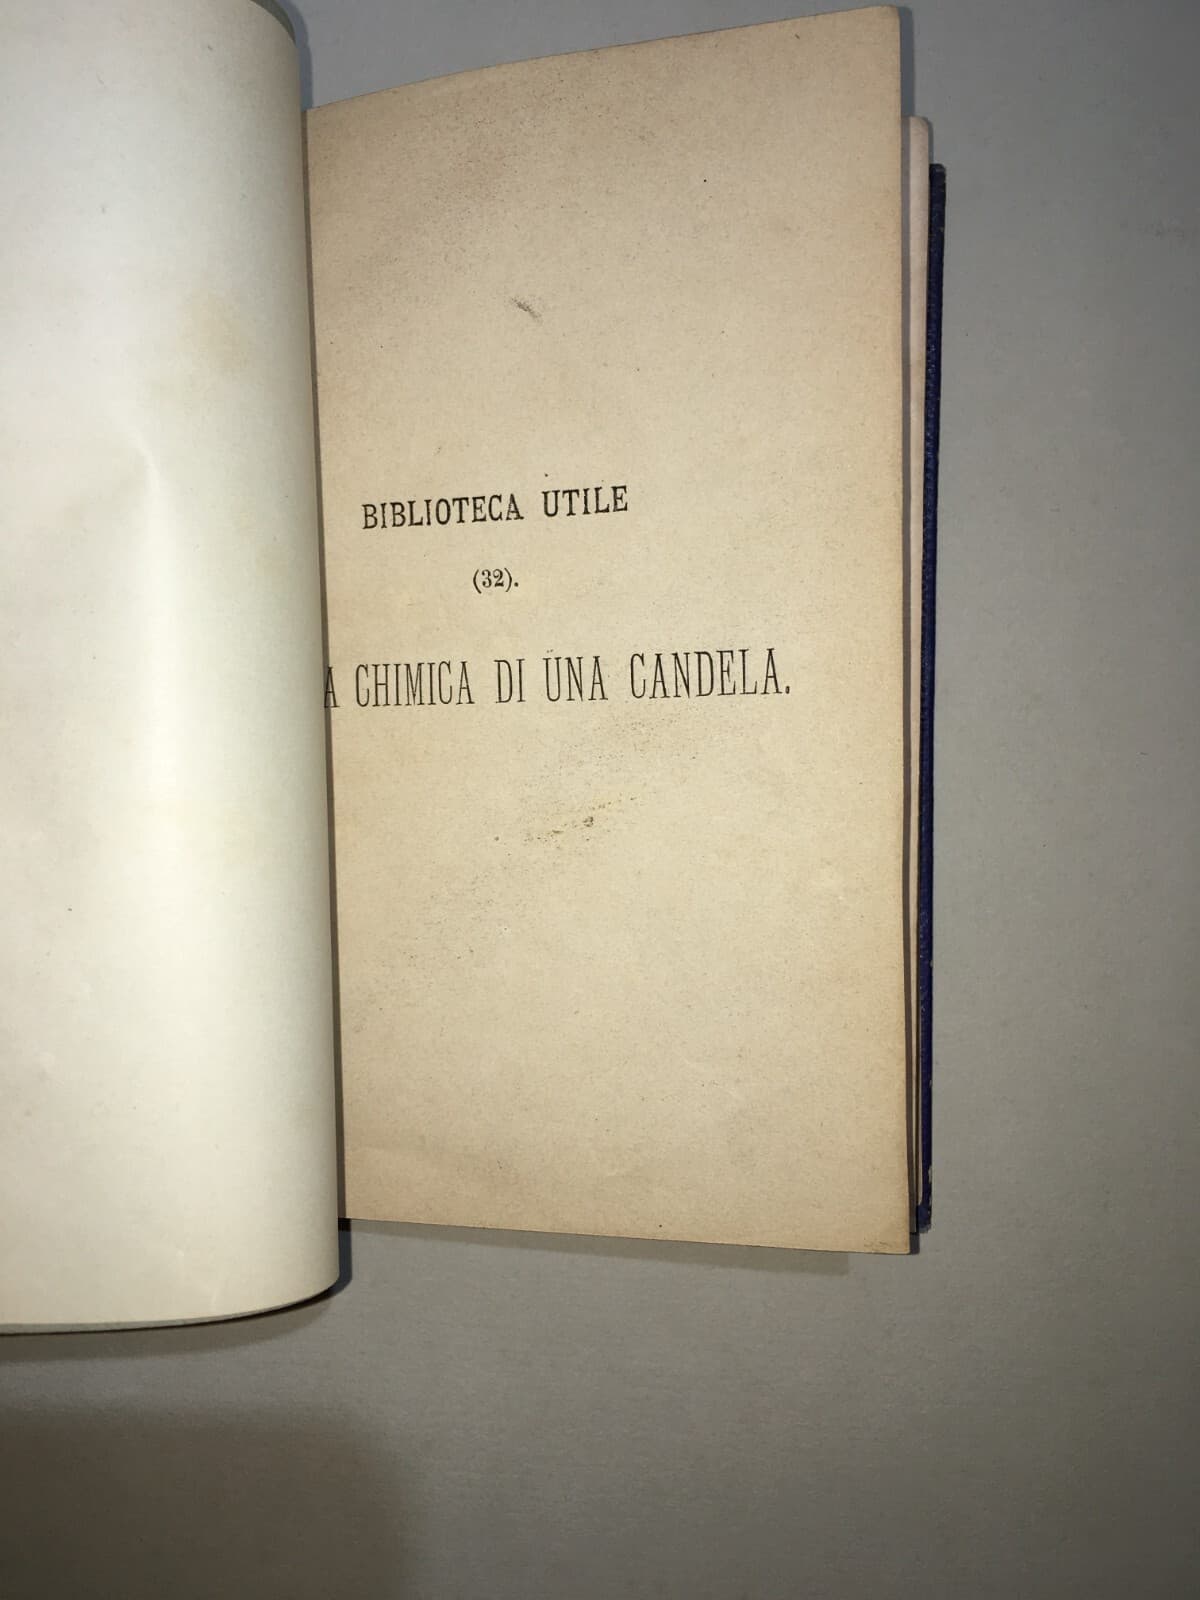 BIBLIOTECA UTILE
(32).
A CHIMICA DI UNA CANDELA.